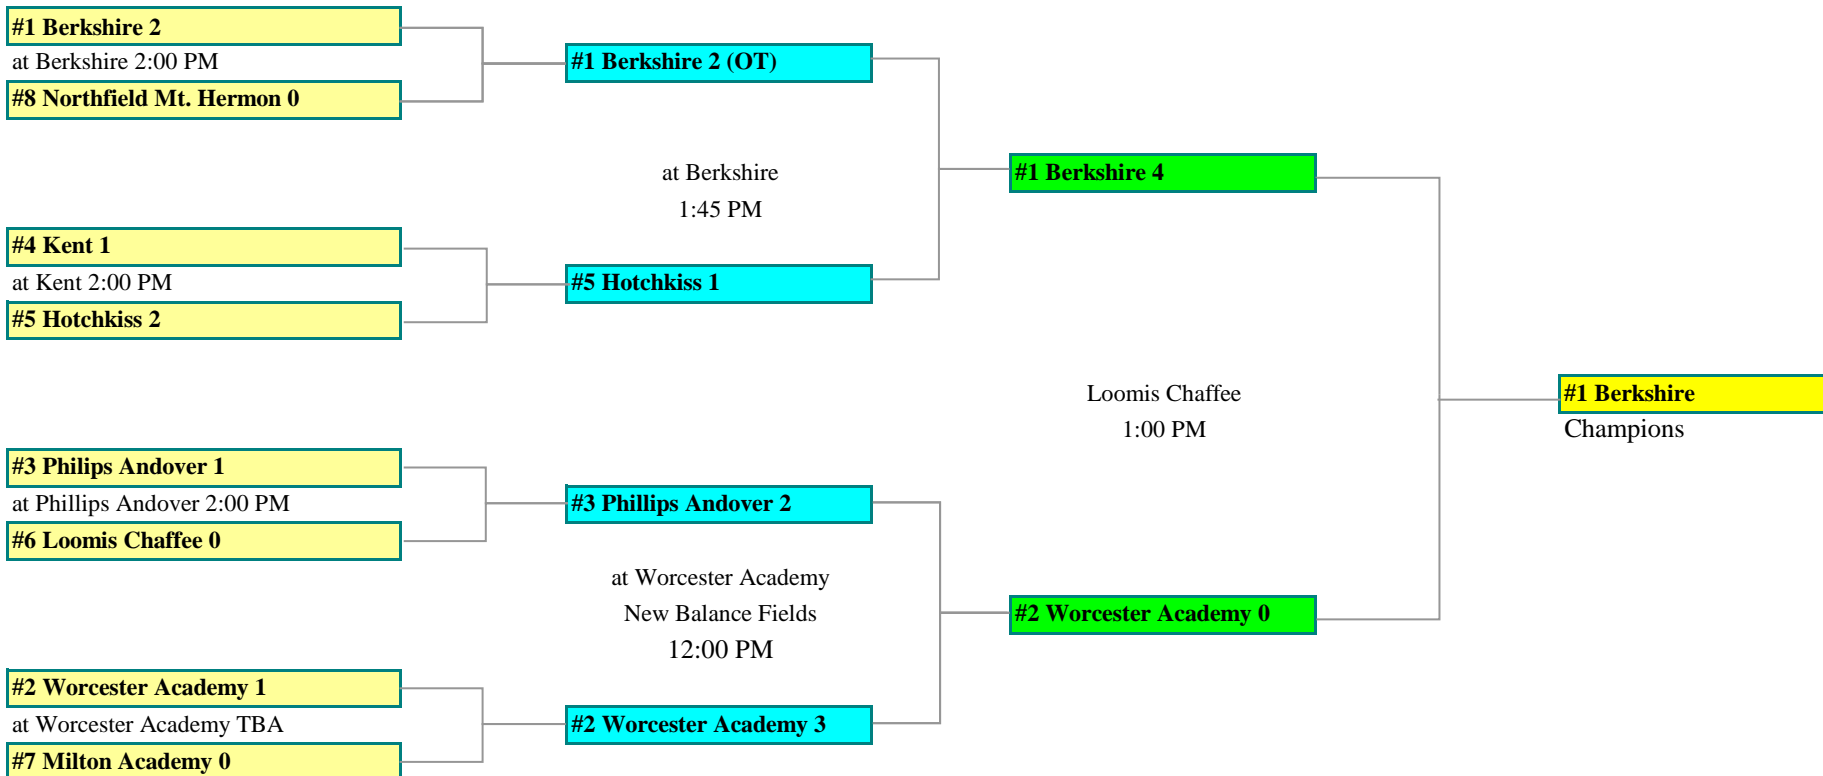 #1 Berkshire 2
at Berkshire 2:00 PM
#8 Northfield Mt. Hermon 0
#4 Kent 1
at Kent 2:00 PM
#5 Hotchkiss 2
#3 Philips Andover 1
at Phillips Andover 2:00 PM
#6 Loomis Chaffee 0
#2 Worcester Academy 1
at Worcester Academy TBA
#7 Milton Academy 0
#1 Berkshire 2 (OT)
at Berkshire
1:45 PM
#5 Hotchkiss 1
#3 Phillips Andover 2
at Worcester Academy
New Balance Fields
12:00 PM
#2 Worcester Academy 3
#1 Berkshire 4
Loomis Chaffee
1:00 PM
#2 Worcester Academy 0
#1 Berkshire
Champions